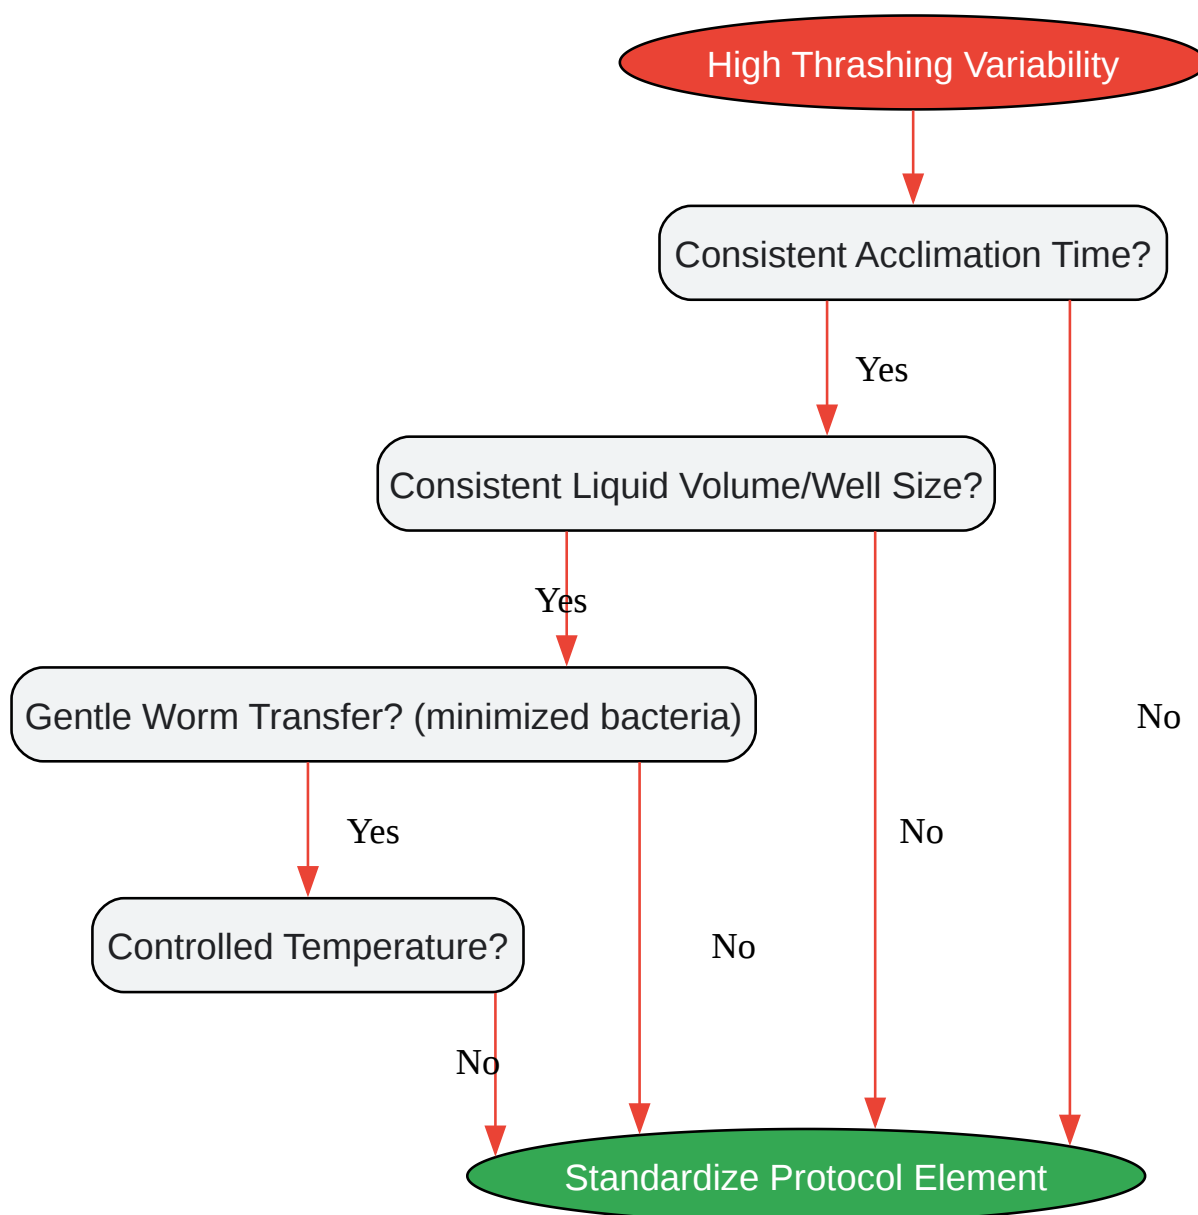 High Thrashing Variability
Consistent Acclimation Time?
Yes
Consistent Liquid Volume/Well Size?
Yes
Gentle Worm Transfer? (minimized bacteria)
No
Yes
No
Controlled Temperature?
No
No
Standardize Protocol Element